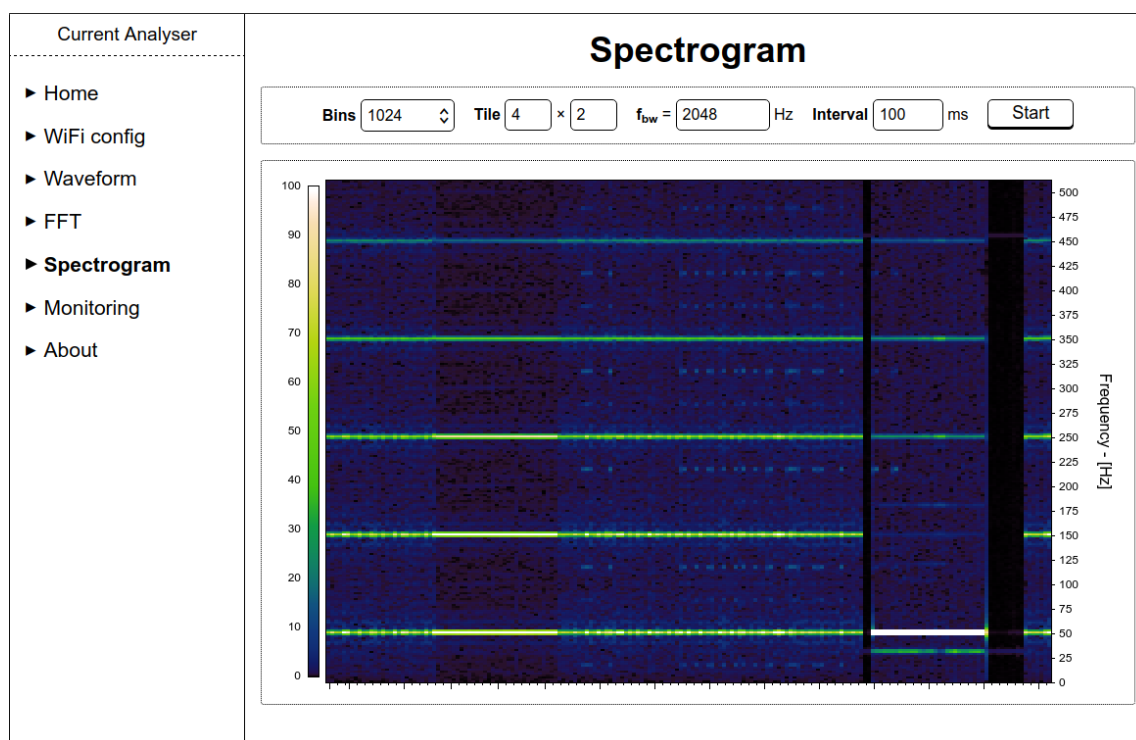 Current Analyser
► Home
► WiFi config
► Waveform
► FFT
► Spectrogram
► Monitoring
► About
Spectrogram
Bins 1024 Tile 4 × 2 fbw = 2048 Hz Interval 100 ms Start
100
90
80
70
60
50
40
30
20
10
0
500
475
450
425
400
375
350
325
300
275
250
225
200
175
150
125
100
75
50
25
0
Frequency - [Hz]